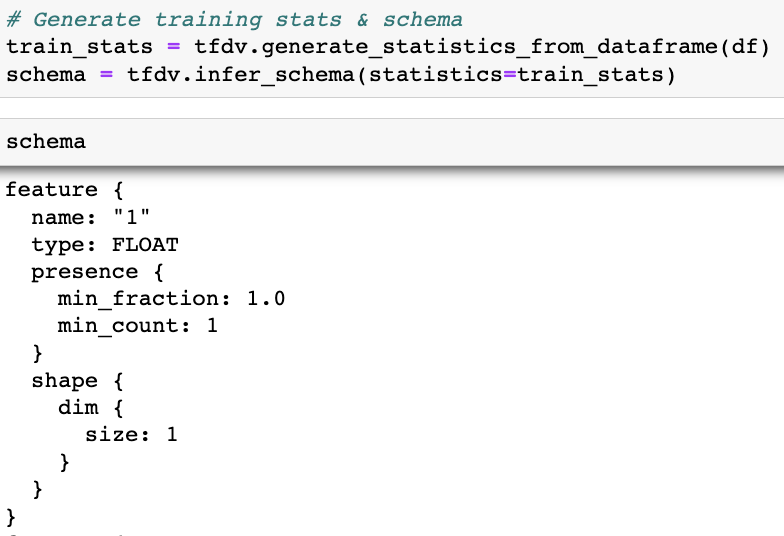 # Generate training stats & schema
train_stats = tfdv.generate_statistics_from_dataframe(df)
schema = tfdv.infer_schema(statistics=train_stats)
schema
feature {
  name: "1"
  type: FLOAT
  presence {
    min_fraction: 1.0
    min_count: 1
  }
  shape {
    dim {
      size: 1
    }
  }
}